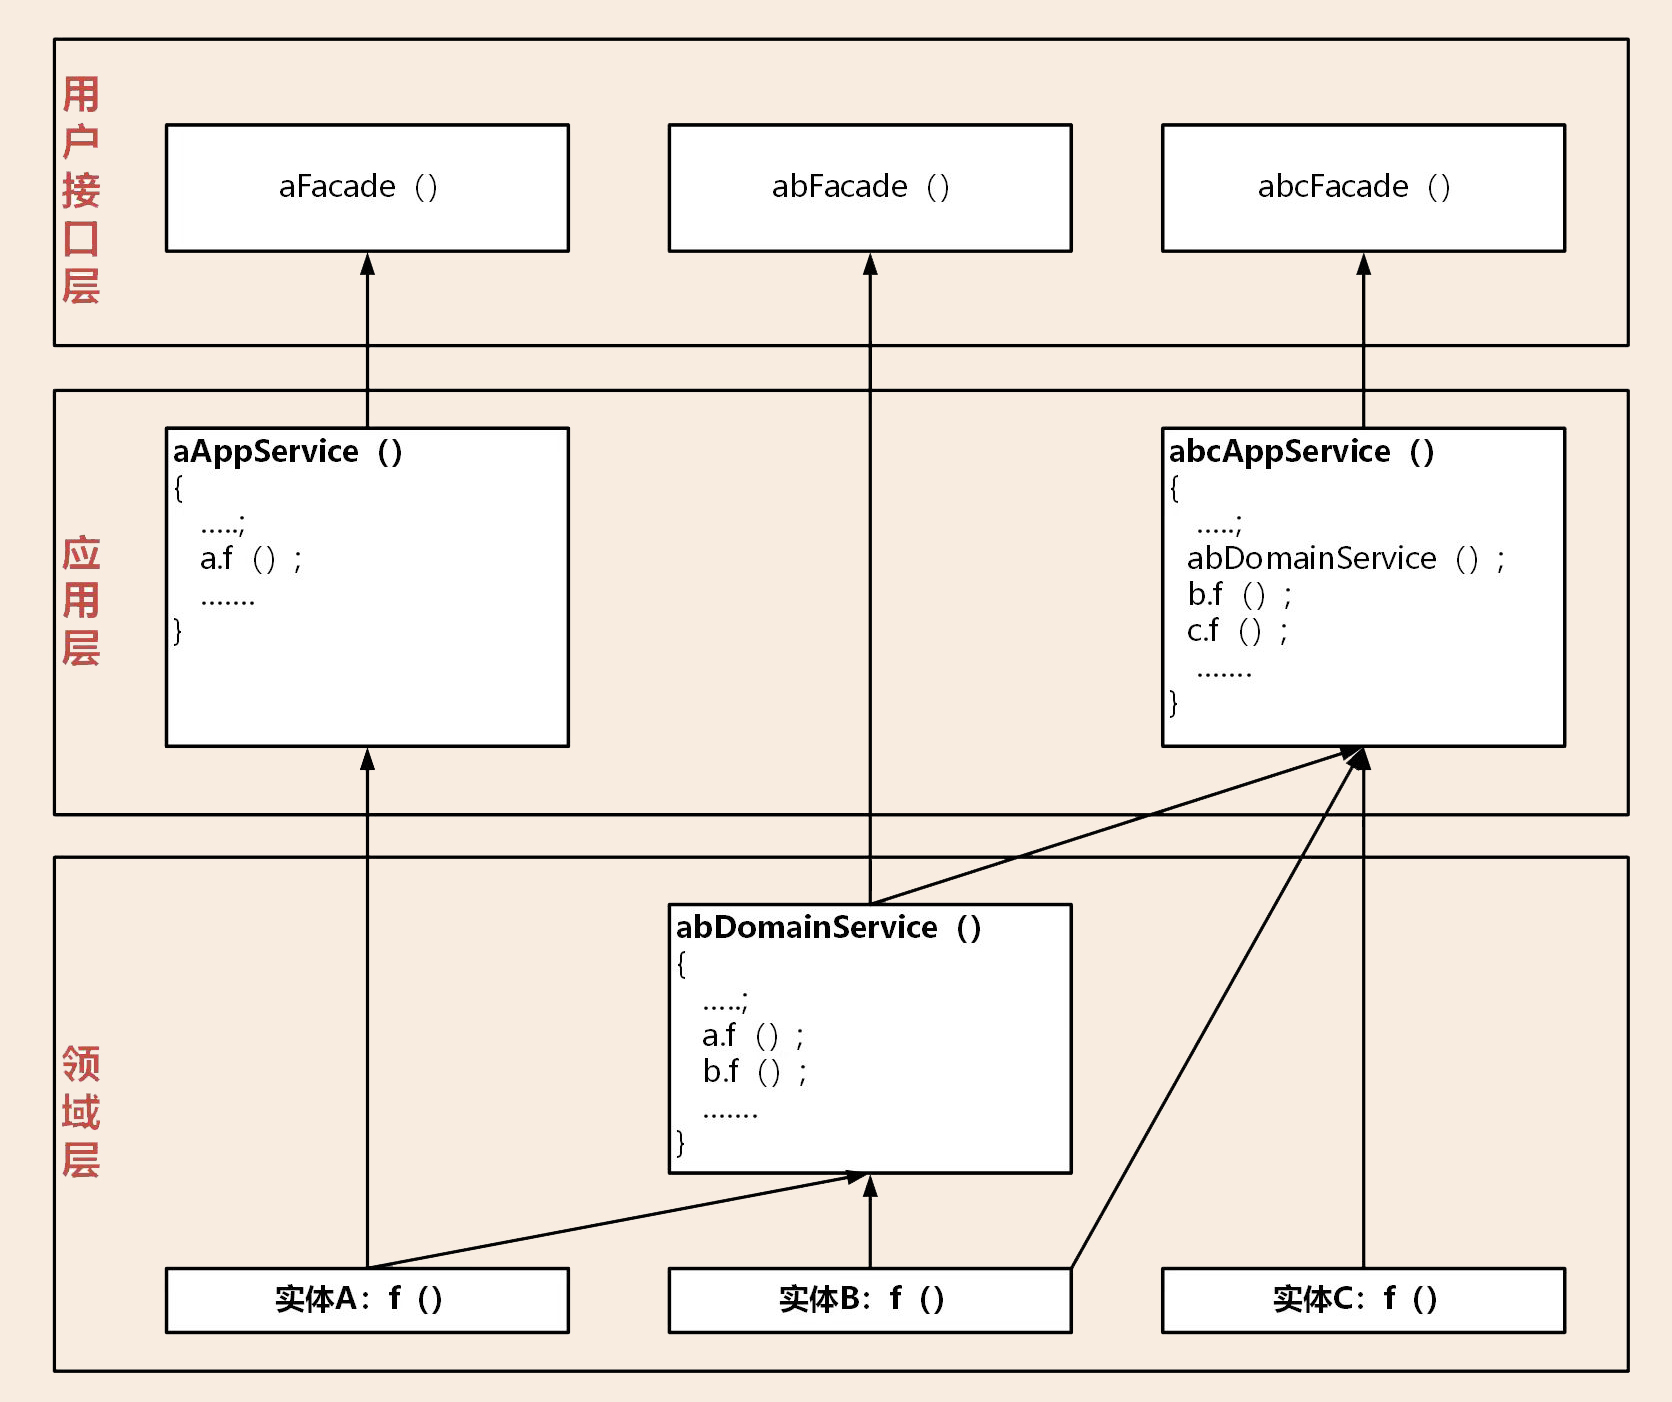 用户接口层
aFacade（）
abFacade（）
abcFacade（）
应用层
aAppService（）
{
.....;
a.f（）;
.......
}
abcAppService（）
{
.....;
abDomainService（）;
b.f（）;
c.f（）;
.......
}
领域层
abDomainService（）
{
.....;
a.f（）;
b.f（）;
.......
}
实体A：f（）
实体B：f（）
实体C：f（）